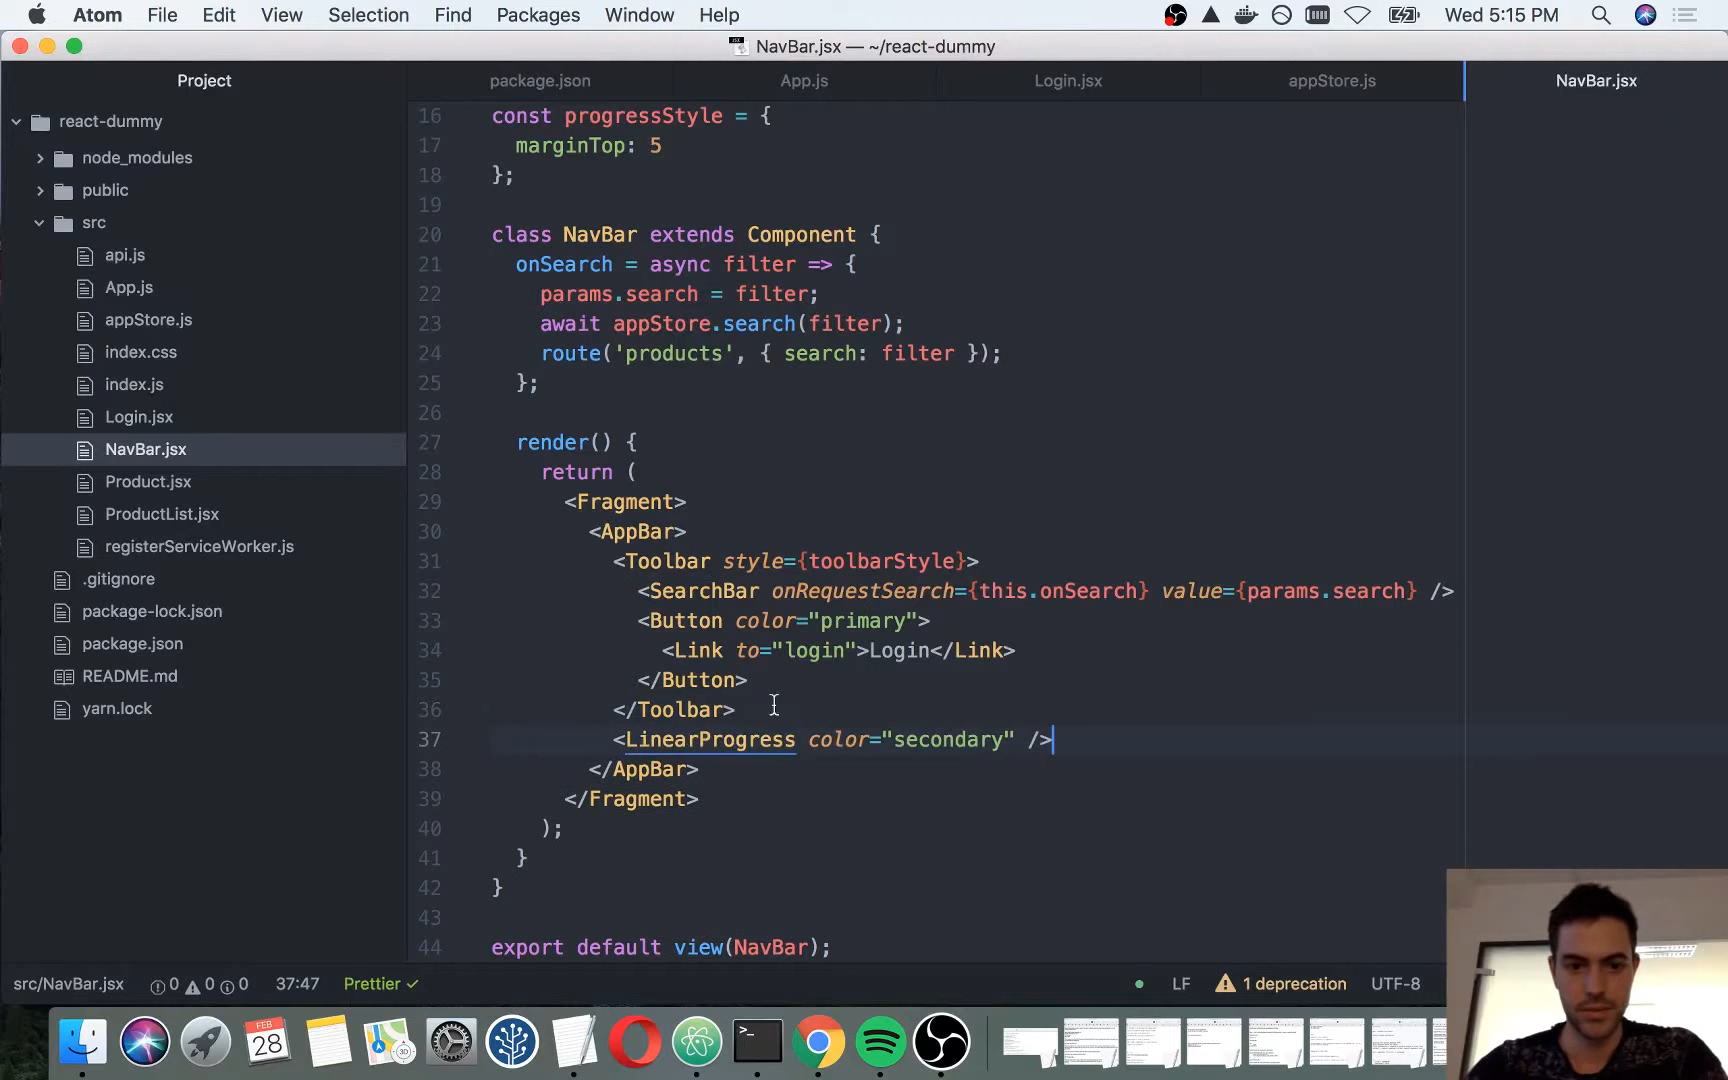 Atom File Edit View Selection Find Packages Window Help Wed 5:15 PM
NavBar.jsx — ~/react-dummy
Project package.json App.js Login.jsx appStore.js NavBar.jsx
react-dummy
node_modules
public
src
api.js
App.js
appStore.js
index.css
index.js
Login.jsx
NavBar.jsx
Product.jsx
ProductList.jsx
registerServiceWorker.js
.gitignore
package-lock.json
package.json
README.md
yarn.lock
16 const progressStyle = {
17 marginTop: 5
18 };
19
20 class NavBar extends Component {
21 onSearch = async filter => {
22 params.search = filter;
23 await appStore.search(filter);
24 route('products', { search: filter });
25 };
26
27 render() {
28 return (
29 <Fragment>
30 <AppBar>
31 <Toolbar style={toolbarStyle}>
32 <SearchBar onRequestSearch={this.onSearch} value={params.search} />
33 <Button color="primary">
34 <Link to="login">Login</Link>
35 </Button>
36 </Toolbar>
37 <LinearProgress color="secondary" />
38 </AppBar>
39 </Fragment>
40 );
41 }
42 }
43
44 export default view(NavBar);
src/NavBar.jsx 0 0 0 37:47 Prettier ✓ LF 1 deprecation UTF-8
FEB
28